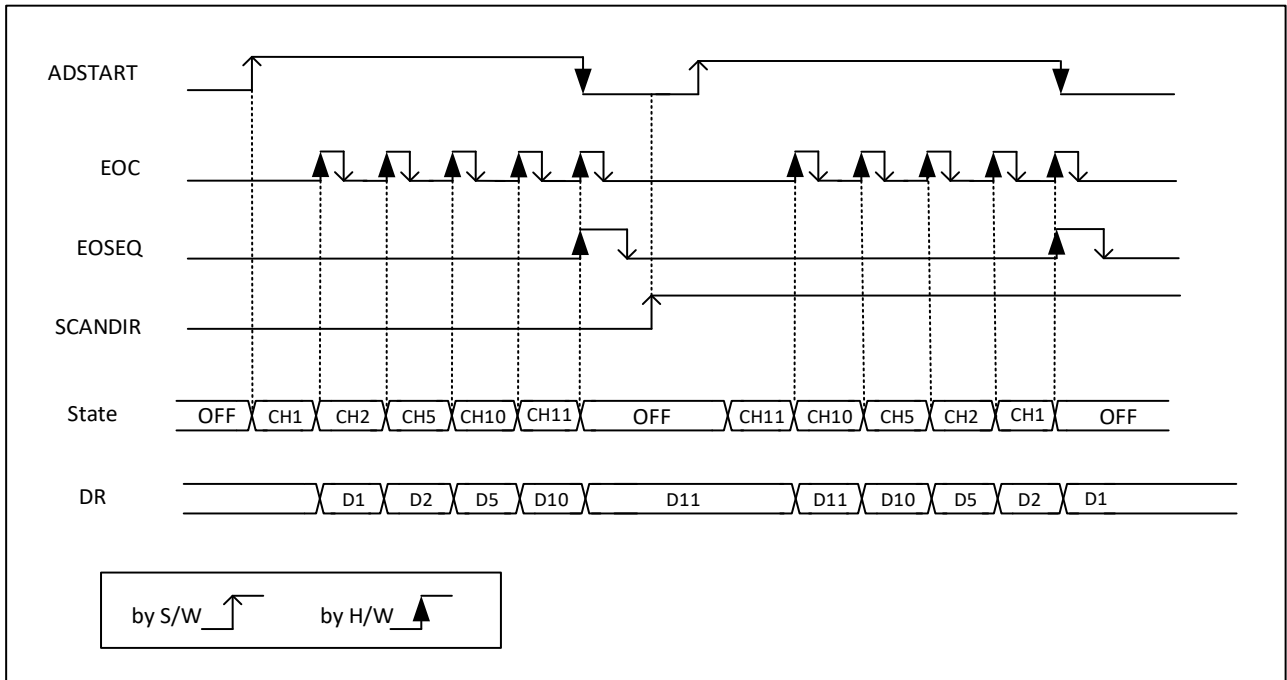 ADSTART
EOC
EOSEQ
SCANDIR
State OFF CH1 CH2 CH5 CH10 CH11 OFF CH11 CH10 CH5 CH2 CH1 OFF
DR D1 D2 D5 D10 D11 D11 D10 D5 D2 D1
by S/W by H/W